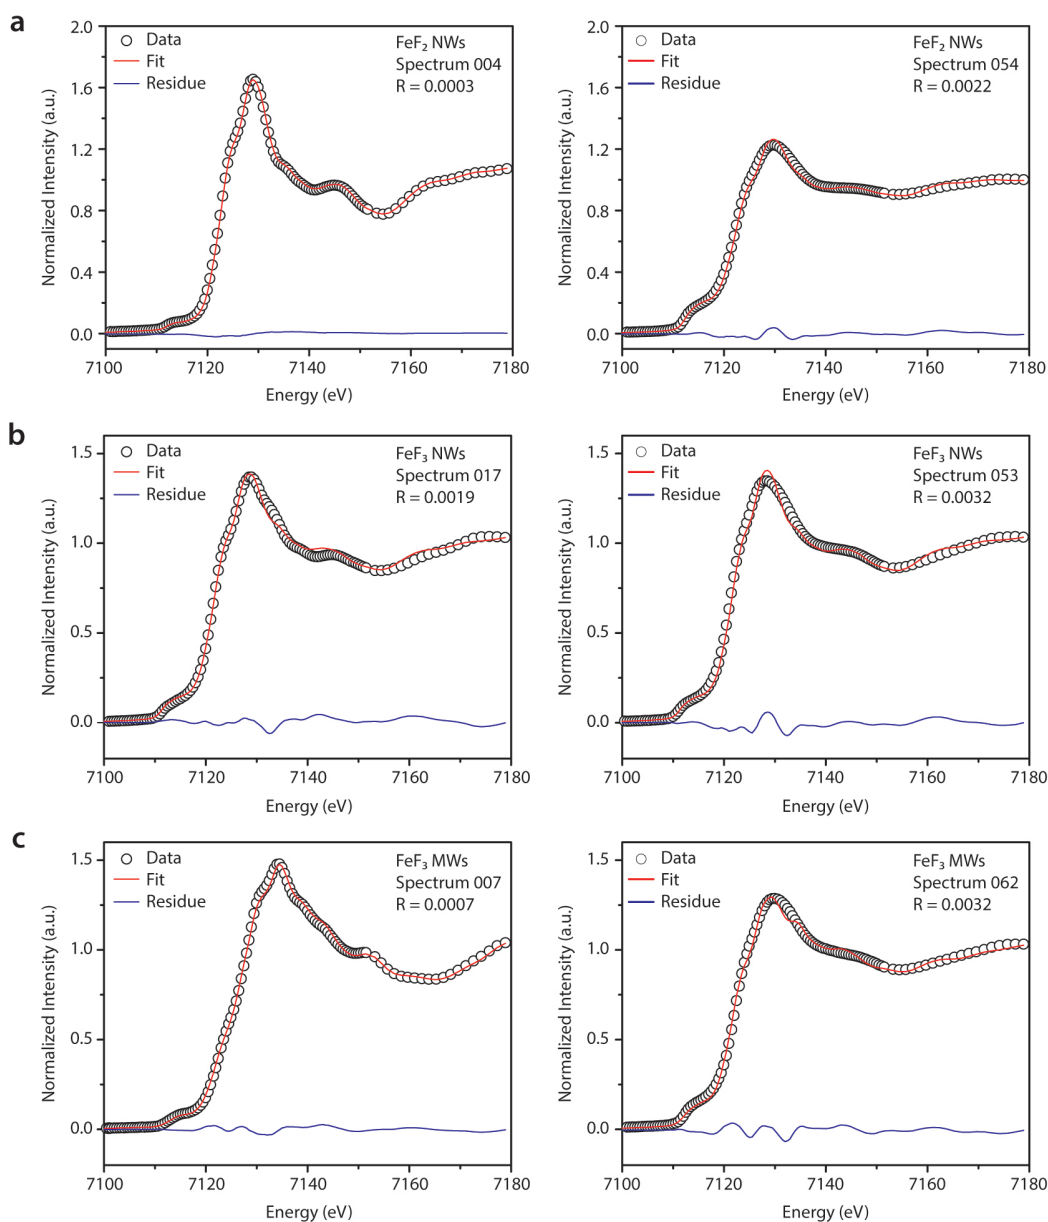 a
2.0
1.6
1.2
0.8
0.4
0.0
Normalized Intensity (a.u.)
Data
Fit
Residue
FeF₂ NWs
Spectrum 004
R = 0.0003
7100 7120 7140 7160 7180
Energy (eV)
2.0
1.6
1.2
0.8
0.4
0.0
Normalized Intensity (a.u.)
Data
Fit
Residue
FeF₂ NWs
Spectrum 054
R = 0.0022
7100 7120 7140 7160 7180
Energy (eV)
b
1.5
1.0
0.5
0.0
Normalized Intensity (a.u.)
Data
Fit
Residue
FeF₃ NWs
Spectrum 017
R = 0.0019
7100 7120 7140 7160 7180
Energy (eV)
1.5
1.0
0.5
0.0
Normalized Intensity (a.u.)
Data
Fit
Residue
FeF₃ NWs
Spectrum 053
R = 0.0032
7100 7120 7140 7160 7180
Energy (eV)
c
1.5
1.0
0.5
0.0
Normalized Intensity (a.u.)
Data
Fit
Residue
FeF₃ MWs
Spectrum 007
R = 0.0007
7100 7120 7140 7160 7180
Energy (eV)
1.5
1.0
0.5
0.0
Normalized Intensity (a.u.)
Data
Fit
Residue
FeF₃ MWs
Spectrum 062
R = 0.0032
7100 7120 7140 7160 7180
Energy (eV)